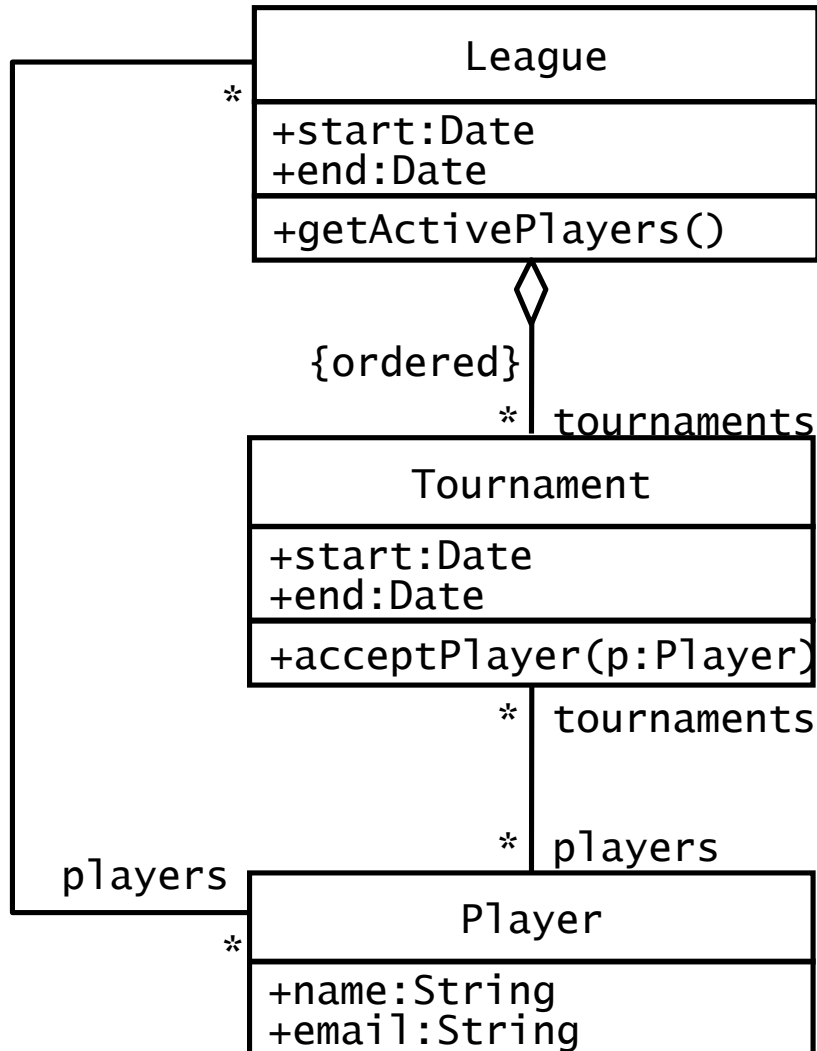 League
*
+start:Date
+end:Date
+getActivePlayers()
{ordered}
* tournaments
Tournament
+start:Date
+end:Date
+acceptPlayer(p:Player)
* tournaments
* players
players
Player
*
+name:String
+email:String